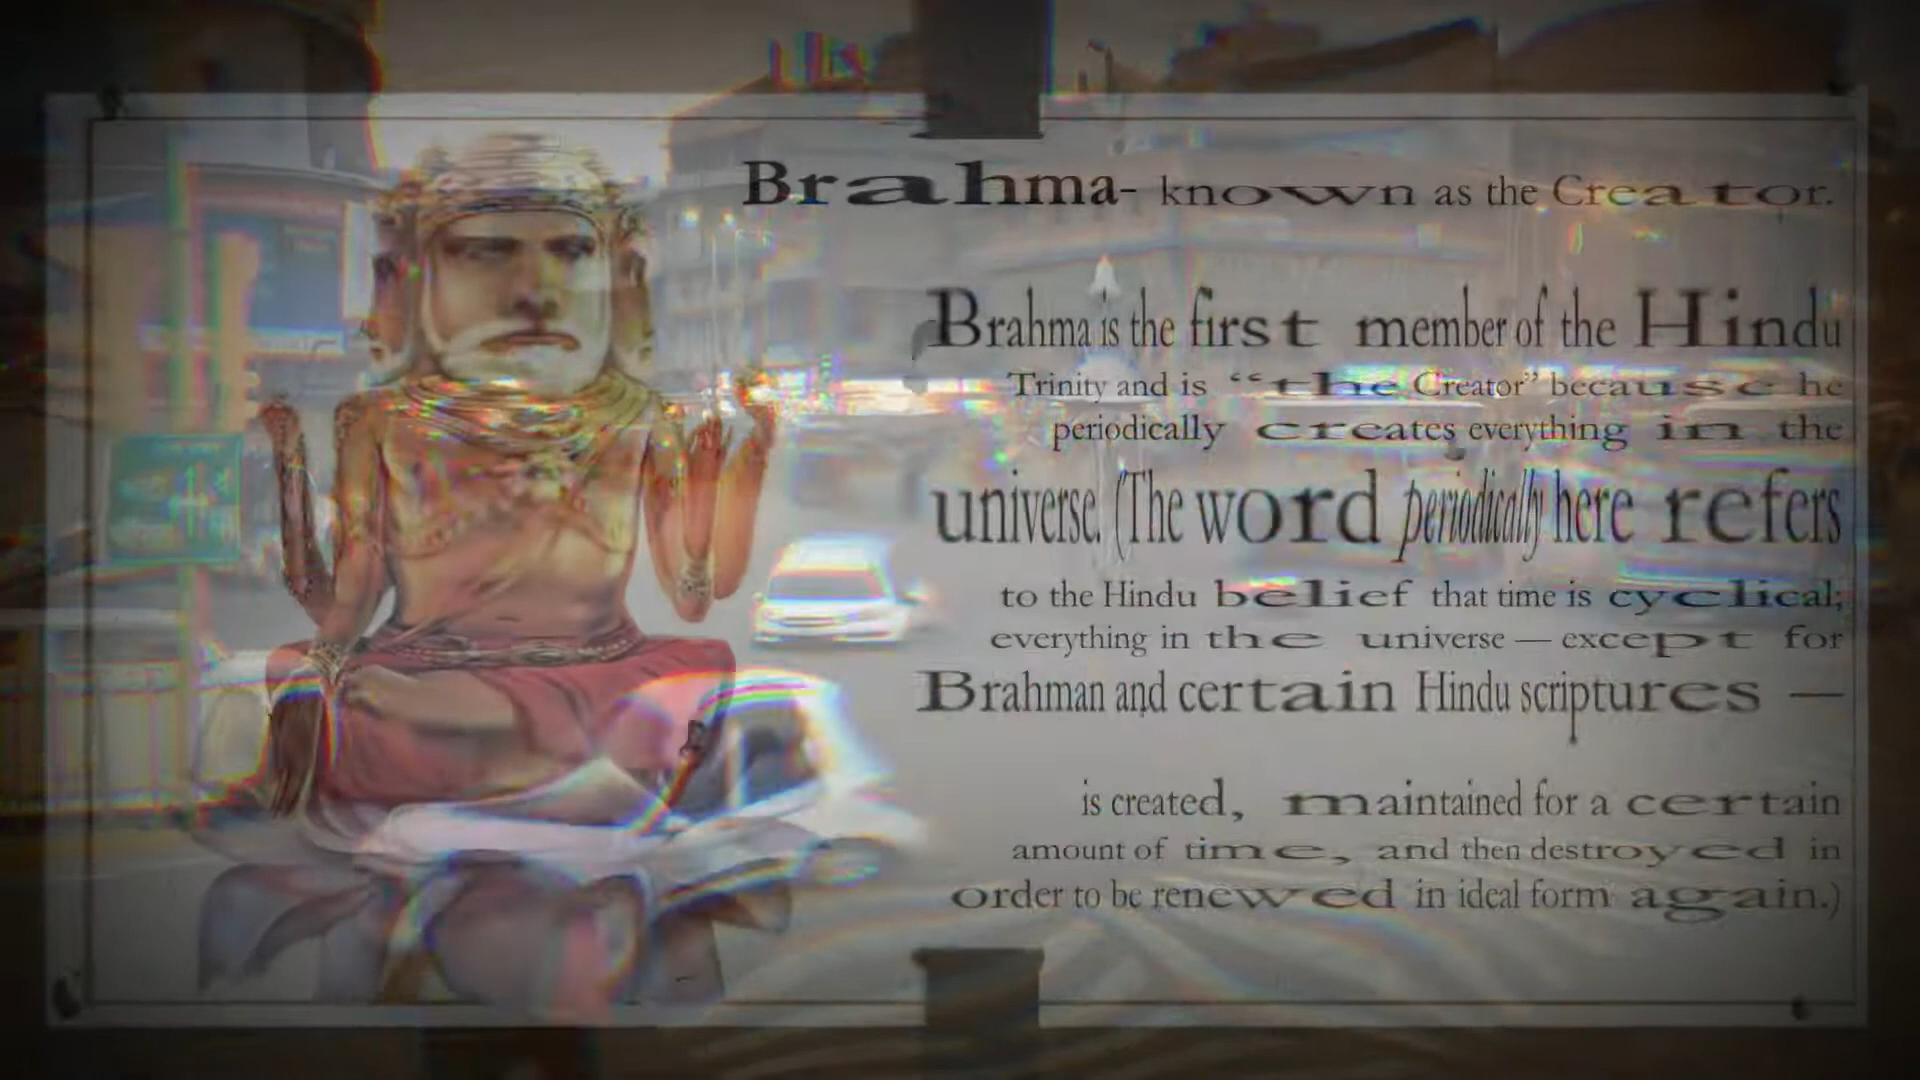 Brahma- known as the Creator.
Brahma is the first member of the Hindu
Trinity and is “the Creator” because he
periodically creates everything in the
universe. (The word periodically here refers
to the Hindu belief that time is cyclical;
everything in the universe — except for
Brahman and certain Hindu scriptures —
is created, maintained for a certain
amount of time, and then destroyed in
order to be renewed in ideal form again.)